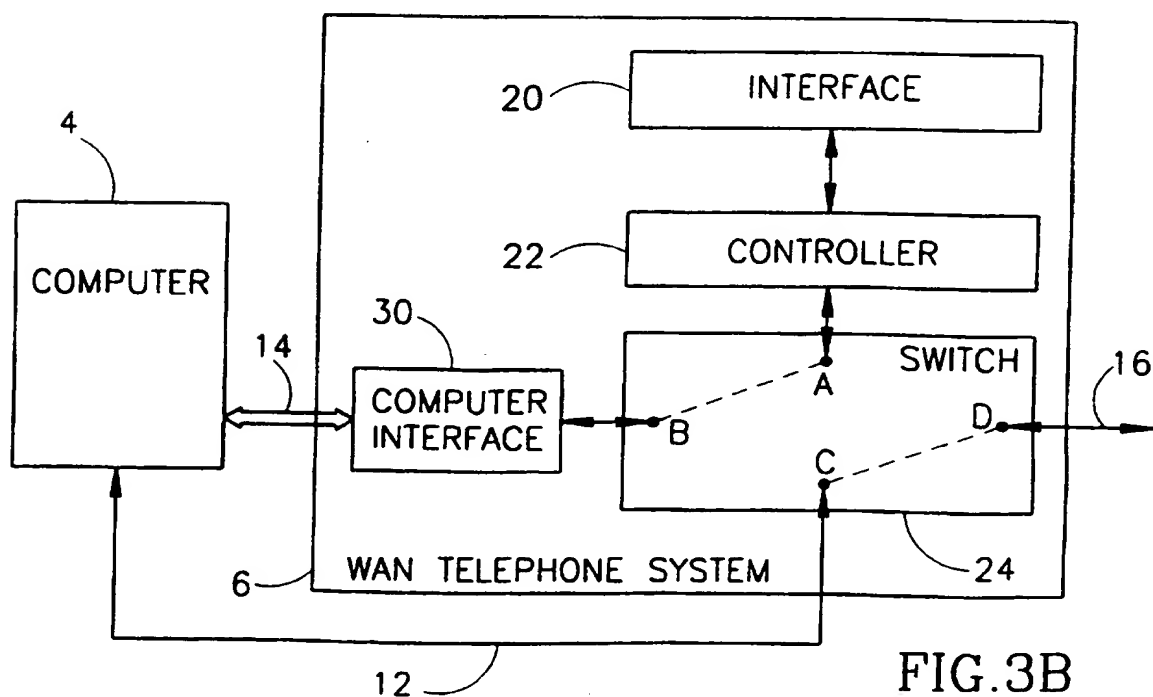 INTERFACE
20
4
CONTROLLER
22
COMPUTER
30
14
SWITCH
16
A
COMPUTER
INTERFACE
B
D
C
WAN TELEPHONE SYSTEM
6
24
12
FIG.3B